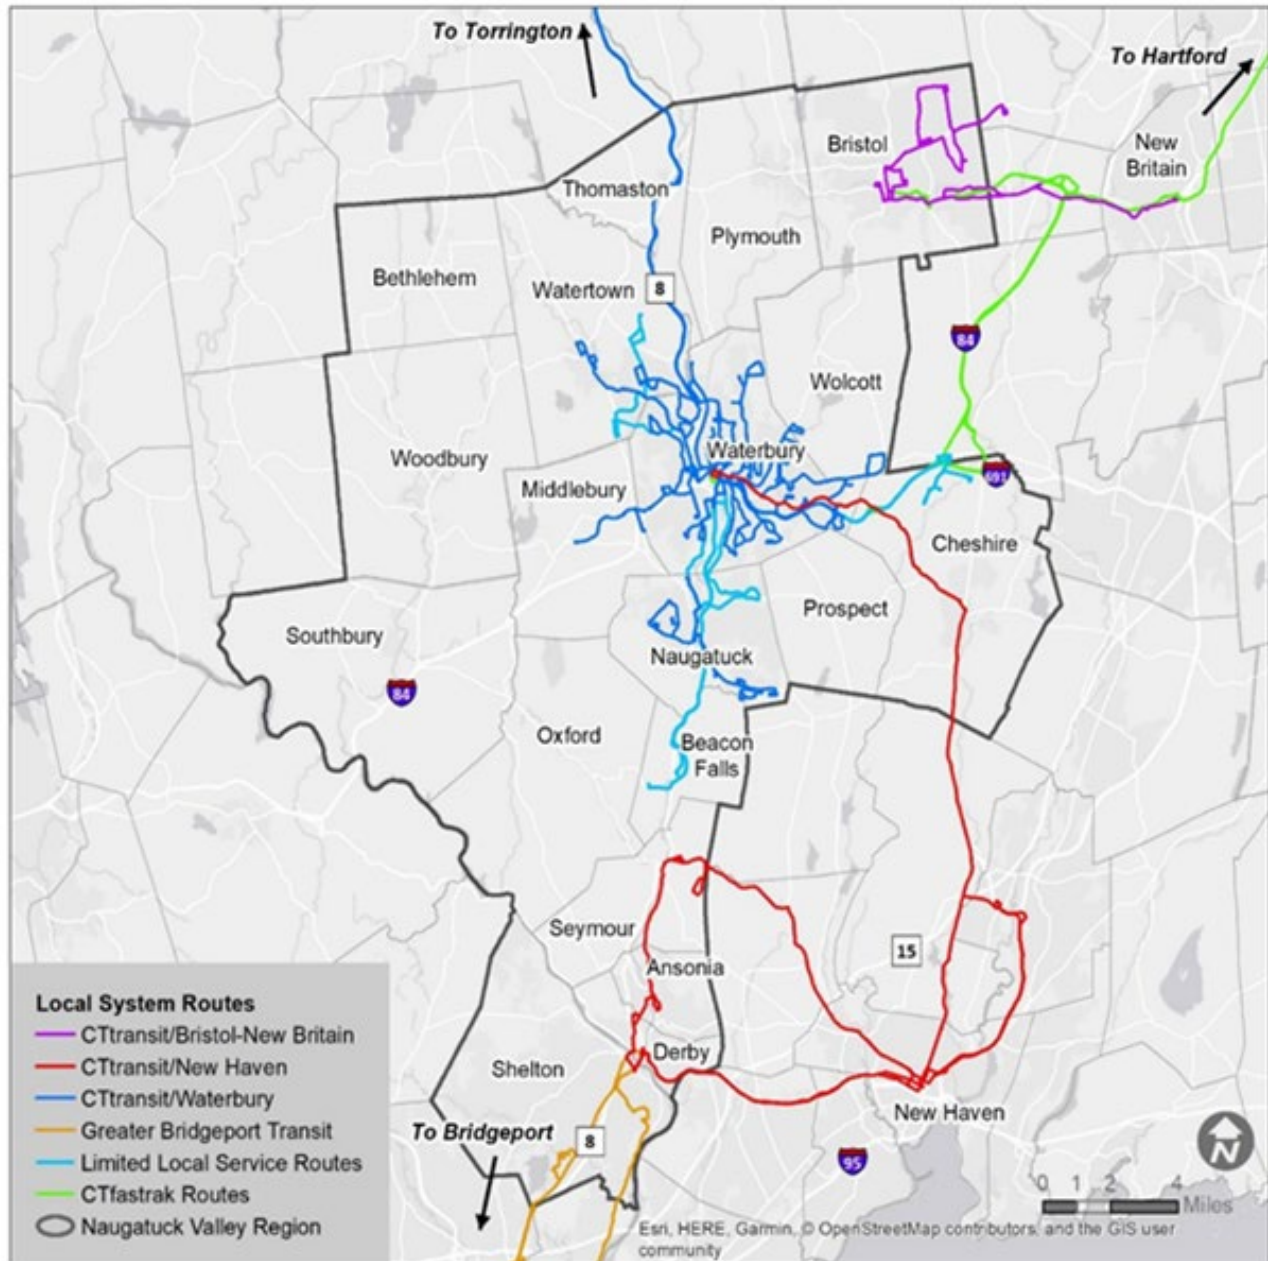 To Torrington
To Hartford
Bristol
New
Britain
Thomaston
Plymouth
Bethlehem
Watertown
8
84
Wolcott
Waterbury
Woodbury
Middlebury
691
Cheshire
Prospect
Southbury
Naugatuck
84
Oxford
Beacon
Falls
Seymour
15
Ansonia
Derby
Shelton
New Haven
To Bridgeport
8
95
N
Local System Routes
CTtransit/Bristol-New Britain
CTtransit/New Haven
CTtransit/Waterbury
Greater Bridgeport Transit
Limited Local Service Routes
CTfastrak Routes
Naugatuck Valley Region
0 1 2 4
Miles
Esri, HERE, Garmin, © OpenStreetMap contributors, and the GIS user
community